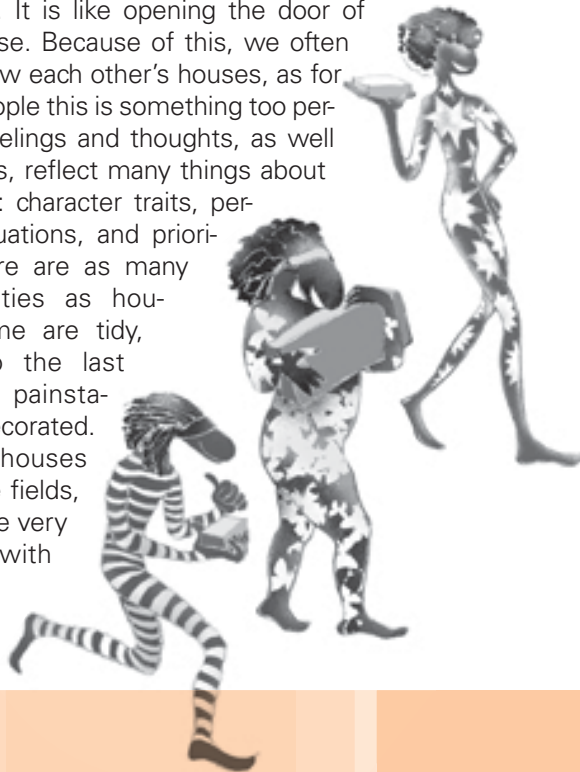 . It is like opening the door of
se. Because of this, we often
w each other's houses, as for
ople this is something too per-
elings and thoughts, as well
s, reflect many things about
: character traits, per-
uations, and priori-
re are as many
ties as hou-
me are tidy,
o the last
painsta-
corated.
houses
e fields,
e very
with